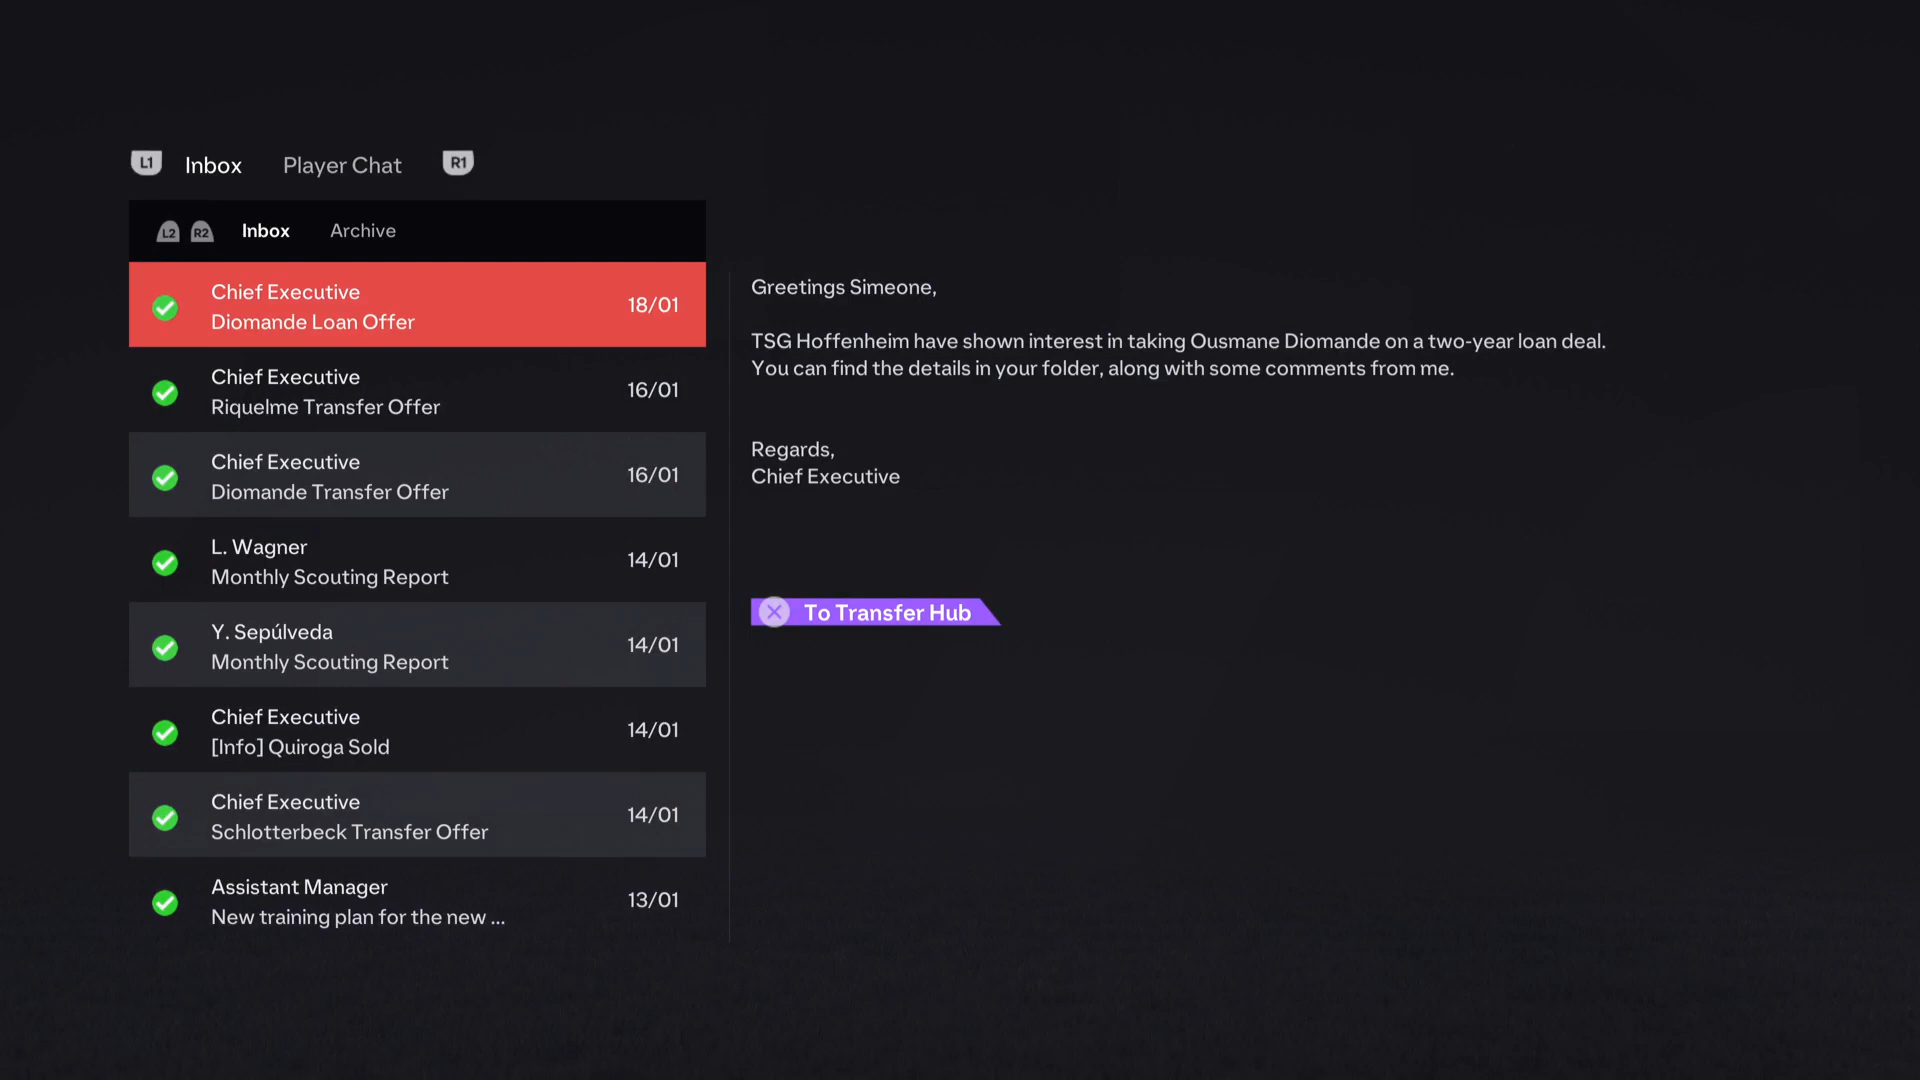 L1 Inbox Player Chat R1
L2 R2 Inbox Archive
Chief Executive
Diomande Loan Offer
18/01
Chief Executive
Riquelme Transfer Offer
16/01
Chief Executive
Diomande Transfer Offer
16/01
L. Wagner
Monthly Scouting Report
14/01
Y. Sepúlveda
Monthly Scouting Report
14/01
Chief Executive
[Info] Quiroga Sold
14/01
Chief Executive
Schlotterbeck Transfer Offer
14/01
Assistant Manager
New training plan for the new ...
13/01
Greetings Simeone,
TSG Hoffenheim have shown interest in taking Ousmane Diomande on a two-year loan deal.
You can find the details in your folder, along with some comments from me.
Regards,
Chief Executive
To Transfer Hub